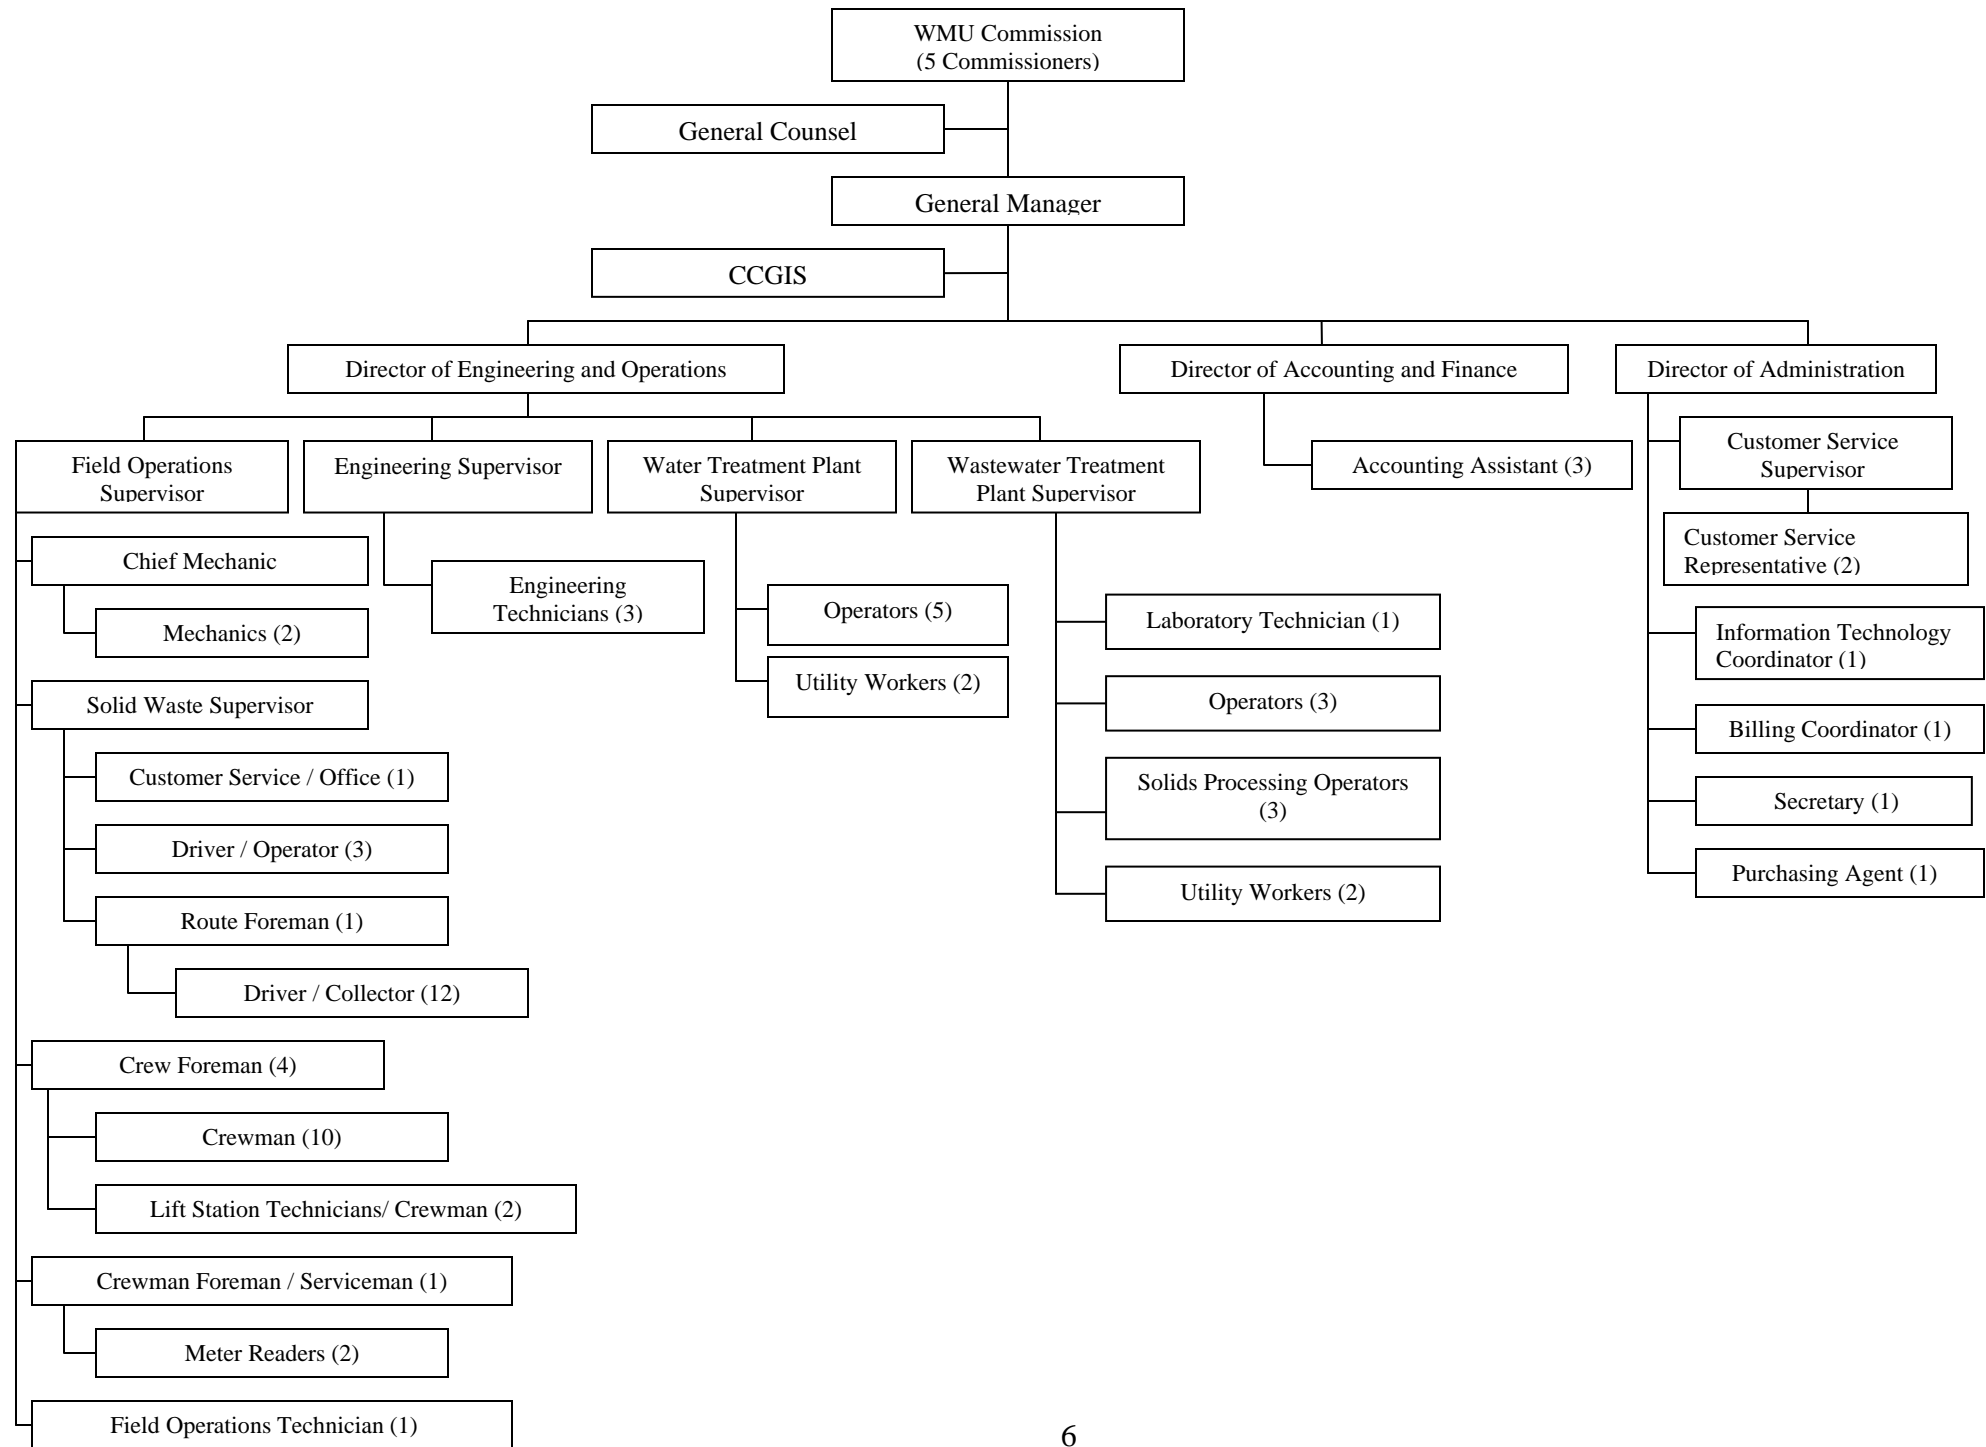 WMU Commission
(5 Commissioners)
General Counsel
General Manager
CCGIS
Director of Engineering and Operations
Director of Accounting and Finance
Director of Administration
Field Operations
Supervisor
Engineering Supervisor
Water Treatment Plant
Supervisor
Wastewater Treatment
Plant Supervisor
Accounting Assistant (3)
Customer Service
Supervisor
Customer Service
Representative (2)
Chief Mechanic
Mechanics (2)
Engineering
Technicians (3)
Operators (5)
Utility Workers (2)
Laboratory Technician (1)
Operators (3)
Solids Processing Operators
(3)
Utility Workers (2)
Information Technology
Coordinator (1)
Billing Coordinator (1)
Secretary (1)
Purchasing Agent (1)
Solid Waste Supervisor
Customer Service / Office (1)
Driver / Operator (3)
Route Foreman (1)
Driver / Collector (12)
Crew Foreman (4)
Crewman (10)
Lift Station Technicians/ Crewman (2)
Crewman Foreman / Serviceman (1)
Meter Readers (2)
Field Operations Technician (1)
6